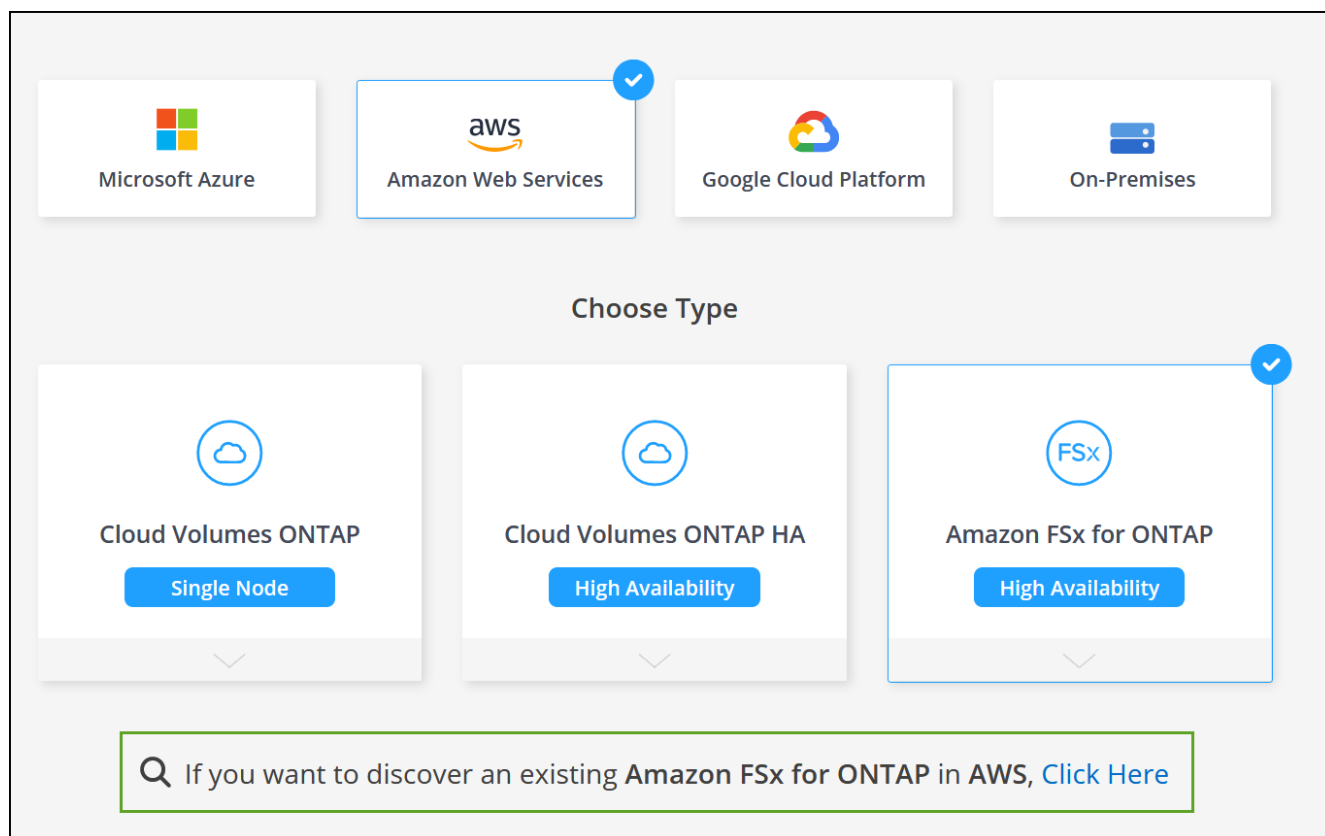 aws
Microsoft Azure
Amazon Web Services
Google Cloud Platform
On-Premises
Choose Type
FSx
Cloud Volumes ONTAP
Cloud Volumes ONTAP HA
Amazon FSx for ONTAP
Single Node
High Availability
High Availability
If you want to discover an existing Amazon FSx for ONTAP in AWS, Click Here